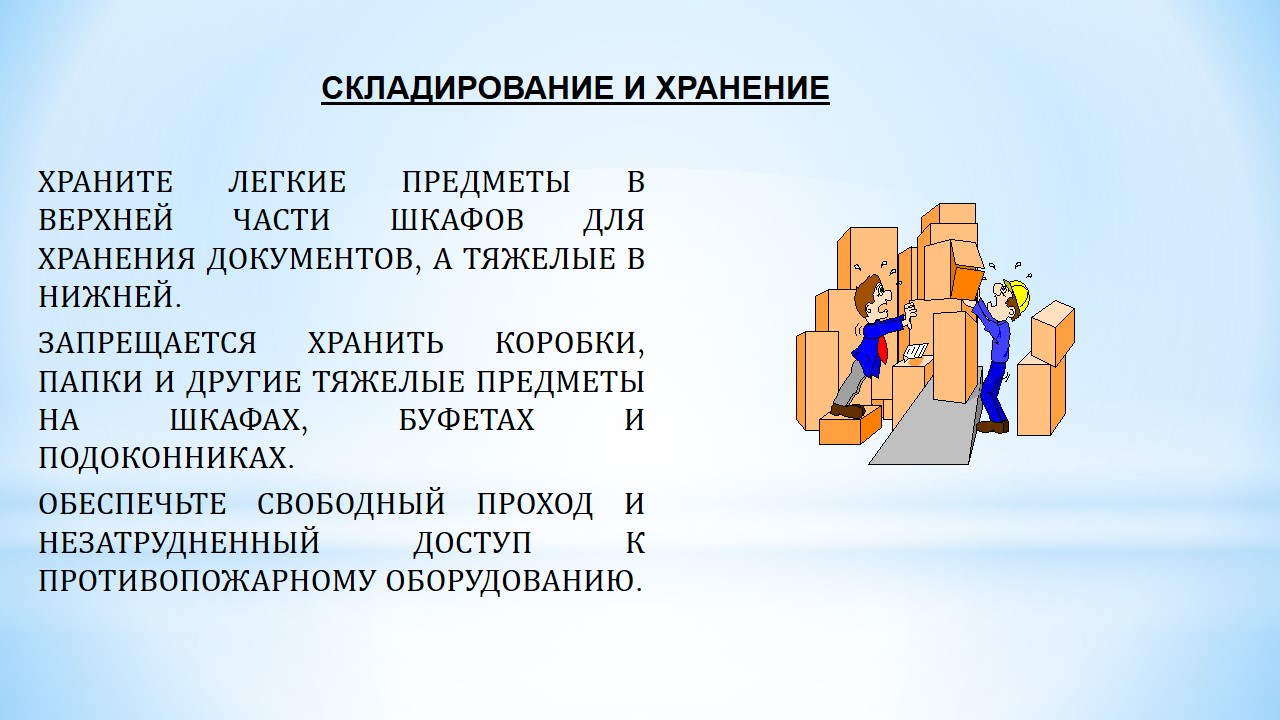 СКЛАДИРОВАНИЕ И ХРАНЕНИЕ
ХРАНИТЕ ЛЕГКИЕ ПРЕДМЕТЫ В
ВЕРХНЕЙ ЧАСТИ ШКАФОВ ДЛЯ
ХРАНЕНИЯ ДОКУМЕНТОВ, А ТЯЖЕЛЫЕ В
НИЖНЕЙ.
ЗАПРЕЩАЕТСЯ ХРАНИТЬ КОРОБКИ,
ПАПКИ И ДРУГИЕ ТЯЖЕЛЫЕ ПРЕДМЕТЫ
НА ШКАФАХ, БУФЕТАХ И
ПОДОКОННИКАХ.
ОБЕСПЕЧЬТЕ СВОБОДНЫЙ ПРОХОД И
НЕЗАТРУДНЕННЫЙ ДОСТУП К
ПРОТИВОПОЖАРНОМУ ОБОРУДОВАНИЮ.